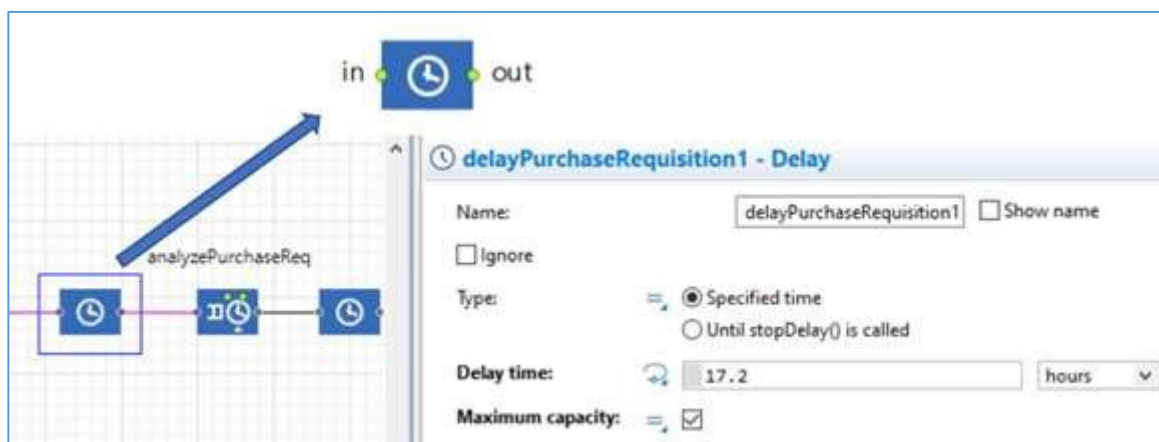 in out
delayPurchaseRequisition1 - Delay
Name: delayPurchaseRequisition1 Show name
Ignore
analyzePurchaseReq
Type: Specified time
Until stopDelay() is called
Delay time: 17.2 hours
Maximum capacity: